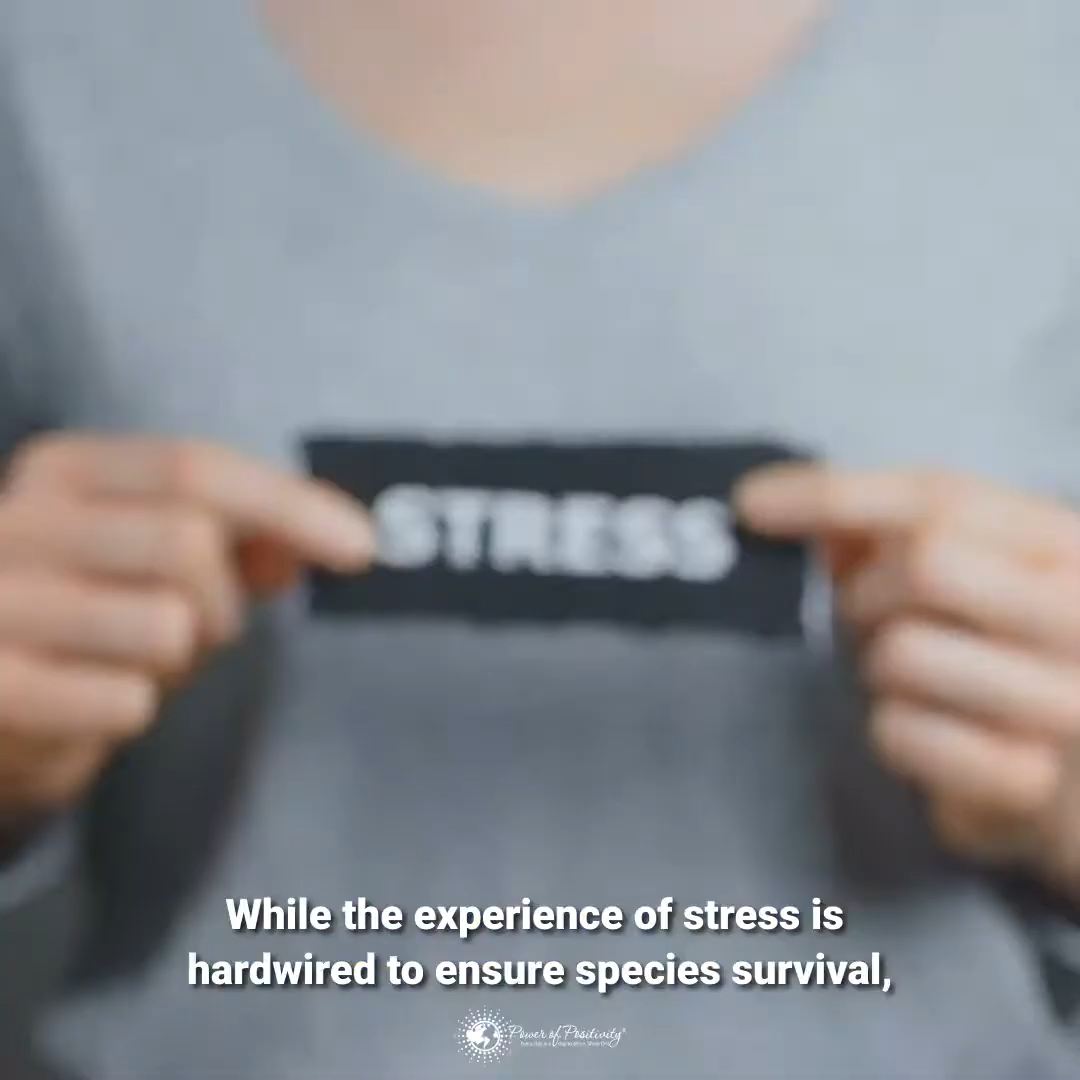 STRESS
While the experience of stress is
hardwired to ensure species survival,
Power of Positivity